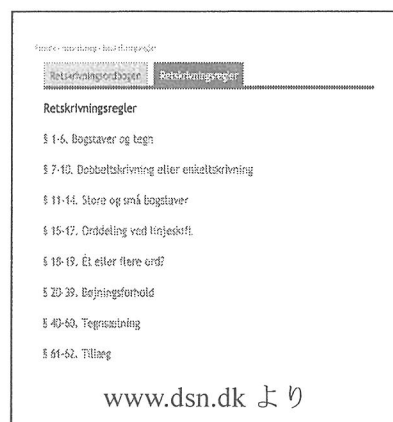 Retskrivningsordbogen Retskrivningsregler
Retskrivningsregler
§ 1-6. Bogstaver og tegn
§ 7-10. Dobbeltskrivning eller enkeltskrivning
§ 11-14. Store og små bogstaver
§ 15-17. Orddeling ved linjeskift
§ 18-19. Ét eller flere ord?
§ 20-39. Bøjningsforhold
§ 40-60. Tegnsætning
§ 61-62. Tillæg
www.dsn.dk より